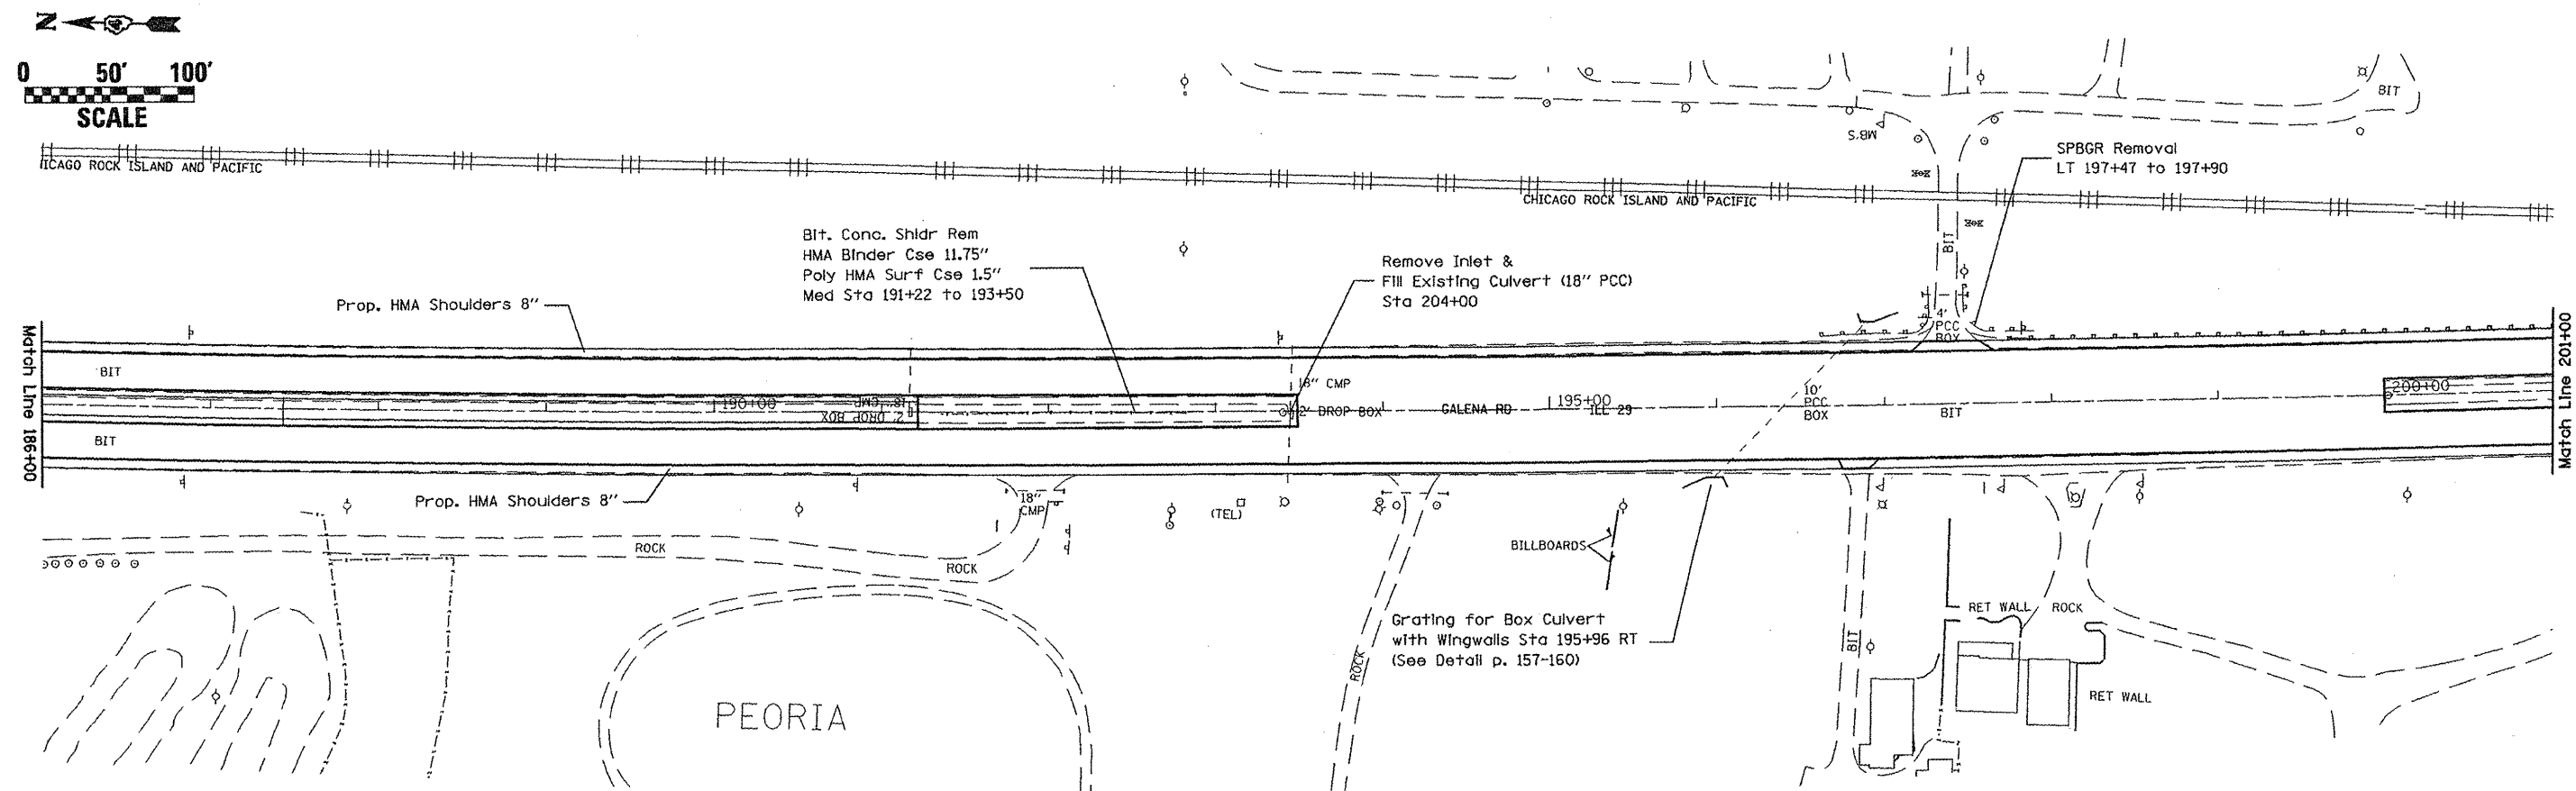 N
0 50' 100'
SCALE
BIT
MB'S
SPBGR Removal
LT 197+47 to 197+90
HICAGO ROCK ISLAND AND PACIFIC
CHICAGO ROCK ISLAND AND PACIFIC
Bit. Conc. Shldr Rem
HMA Binder Cse 11.75"
Poly HMA Surf Cse 1.5"
Med Sta 191+22 to 193+50
Remove Inlet &
Fill Existing Culvert (18" PCC)
Sta 204+00
BIT
Prop. HMA Shoulders 8"
4'
PCC
BOX
Match Line 186+00
Match Line 201+00
BIT
190+00
18" CMP
2' DROP BOX
18" CMP
2' DROP BOX
GALENA RD
195+00
ILL 29
10'
PCC
BOX
BIT
200+00
BIT
Prop. HMA Shoulders 8"
18"
CMP
(TEL)
ROCK
ROCK
BILLBOARDS
Grating for Box Culvert
with Wingwalls Sta 195+96 RT
(See Detail p. 157-160)
ROCK
BIT
RET WALL
ROCK
RET WALL
PEORIA